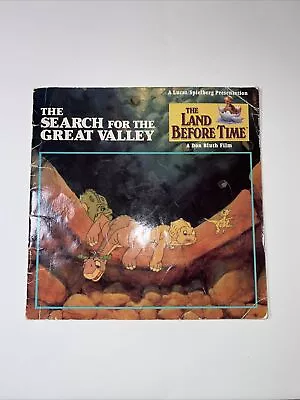 A Lucas/Spielberg Presentation
THE
SEARCH FOR THE
GREAT VALLEY
THE
LAND
BEFORE TIME
A Don Bluth Film